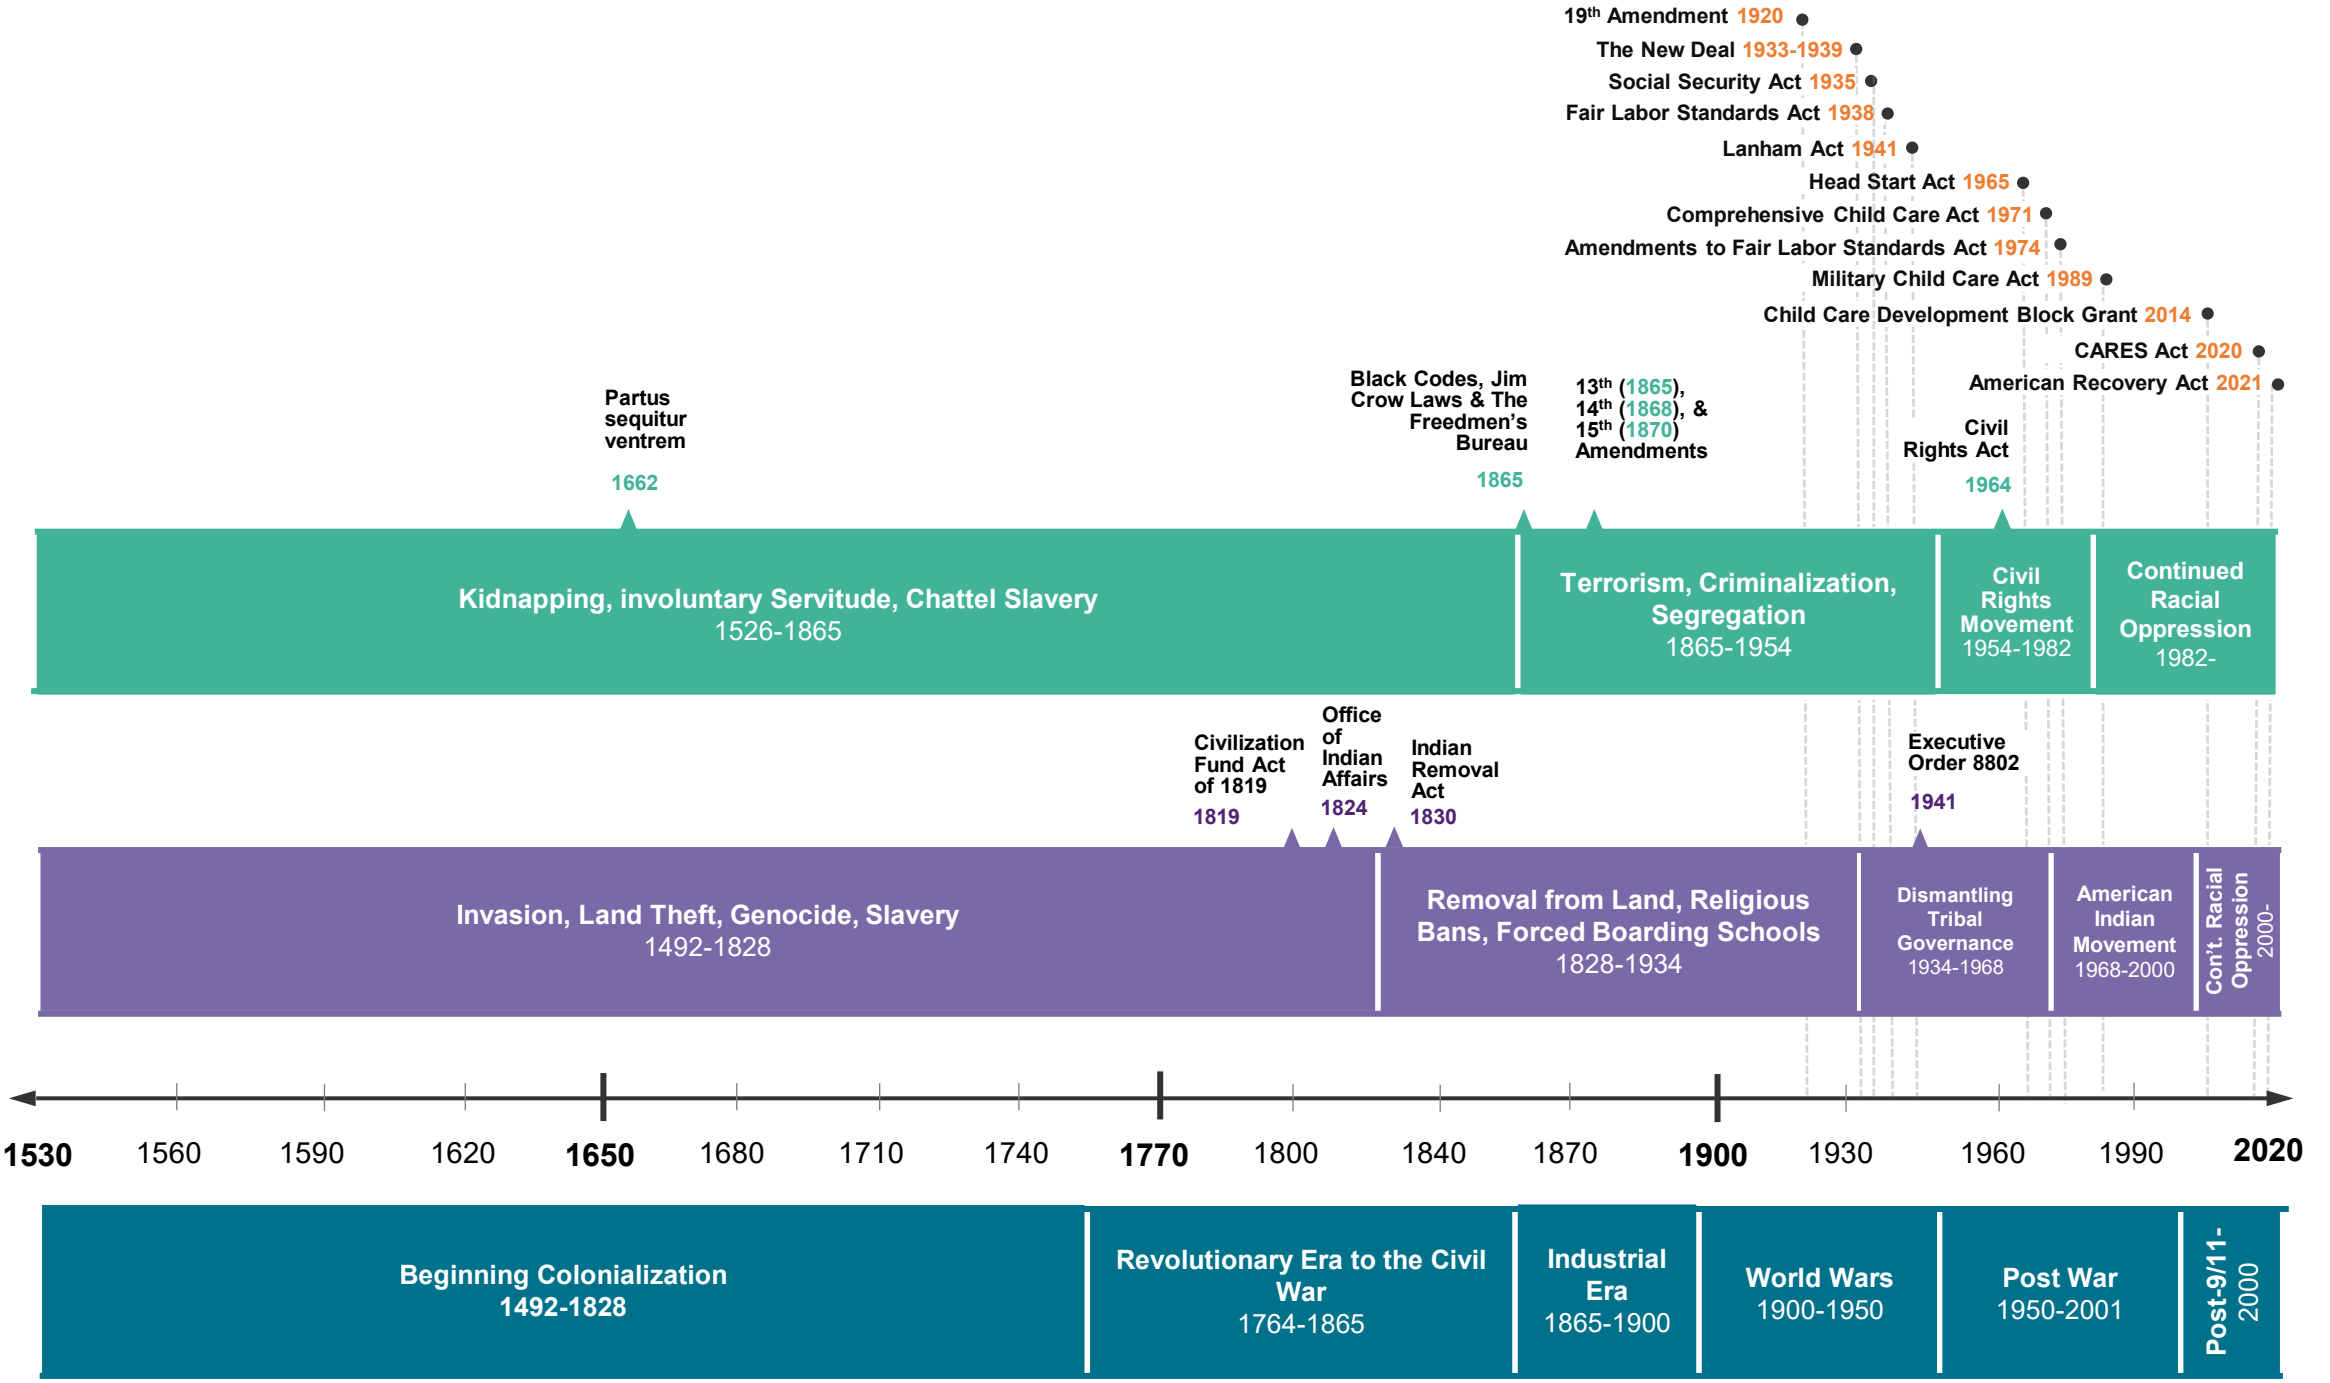 19th Amendment 1920
The New Deal 1933-1939
Social Security Act 1935
Fair Labor Standards Act 1938
Lanham Act 1941
Head Start Act 1965
Comprehensive Child Care Act 1971
Amendments to Fair Labor Standards Act 1974
Military Child Care Act 1989
Child Care Development Block Grant 2014
CARES Act 2020
American Recovery Act 2021
Partus
sequitur
ventrem
1662
Black Codes, Jim
Crow Laws & The
Freedmen's
Bureau
1865
13th (1865),
14th (1868), &
15th (1870)
Amendments
Civil
Rights Act
1964
Kidnapping, involuntary Servitude, Chattel Slavery
1526-1865
Terrorism, Criminalization,
Segregation
1865-1954
Civil
Rights
Movement
1954-1982
Continued
Racial
Oppression
1982-
Civilization
Fund Act
of 1819
1819
Office
of
Indian
Affairs
1824
Indian
Removal
Act
1830
Executive
Order 8802
1941
Invasion, Land Theft, Genocide, Slavery
1492-1828
Removal from Land, Religious
Bans, Forced Boarding Schools
1828-1934
Dismantling
Tribal
Governance
1934-1968
American
Indian
Movement
1968-2000
Con't. Racial
Oppression
2000-
1530 1560 1590 1620 1650 1680 1710 1740 1770 1800 1840 1870 1900 1930 1960 1990 2020
Beginning Colonialization
1492-1828
Revolutionary Era to the Civil
War
1764-1865
Industrial
Era
1865-1900
World Wars
1900-1950
Post War
1950-2001
Post-9/11-
2000